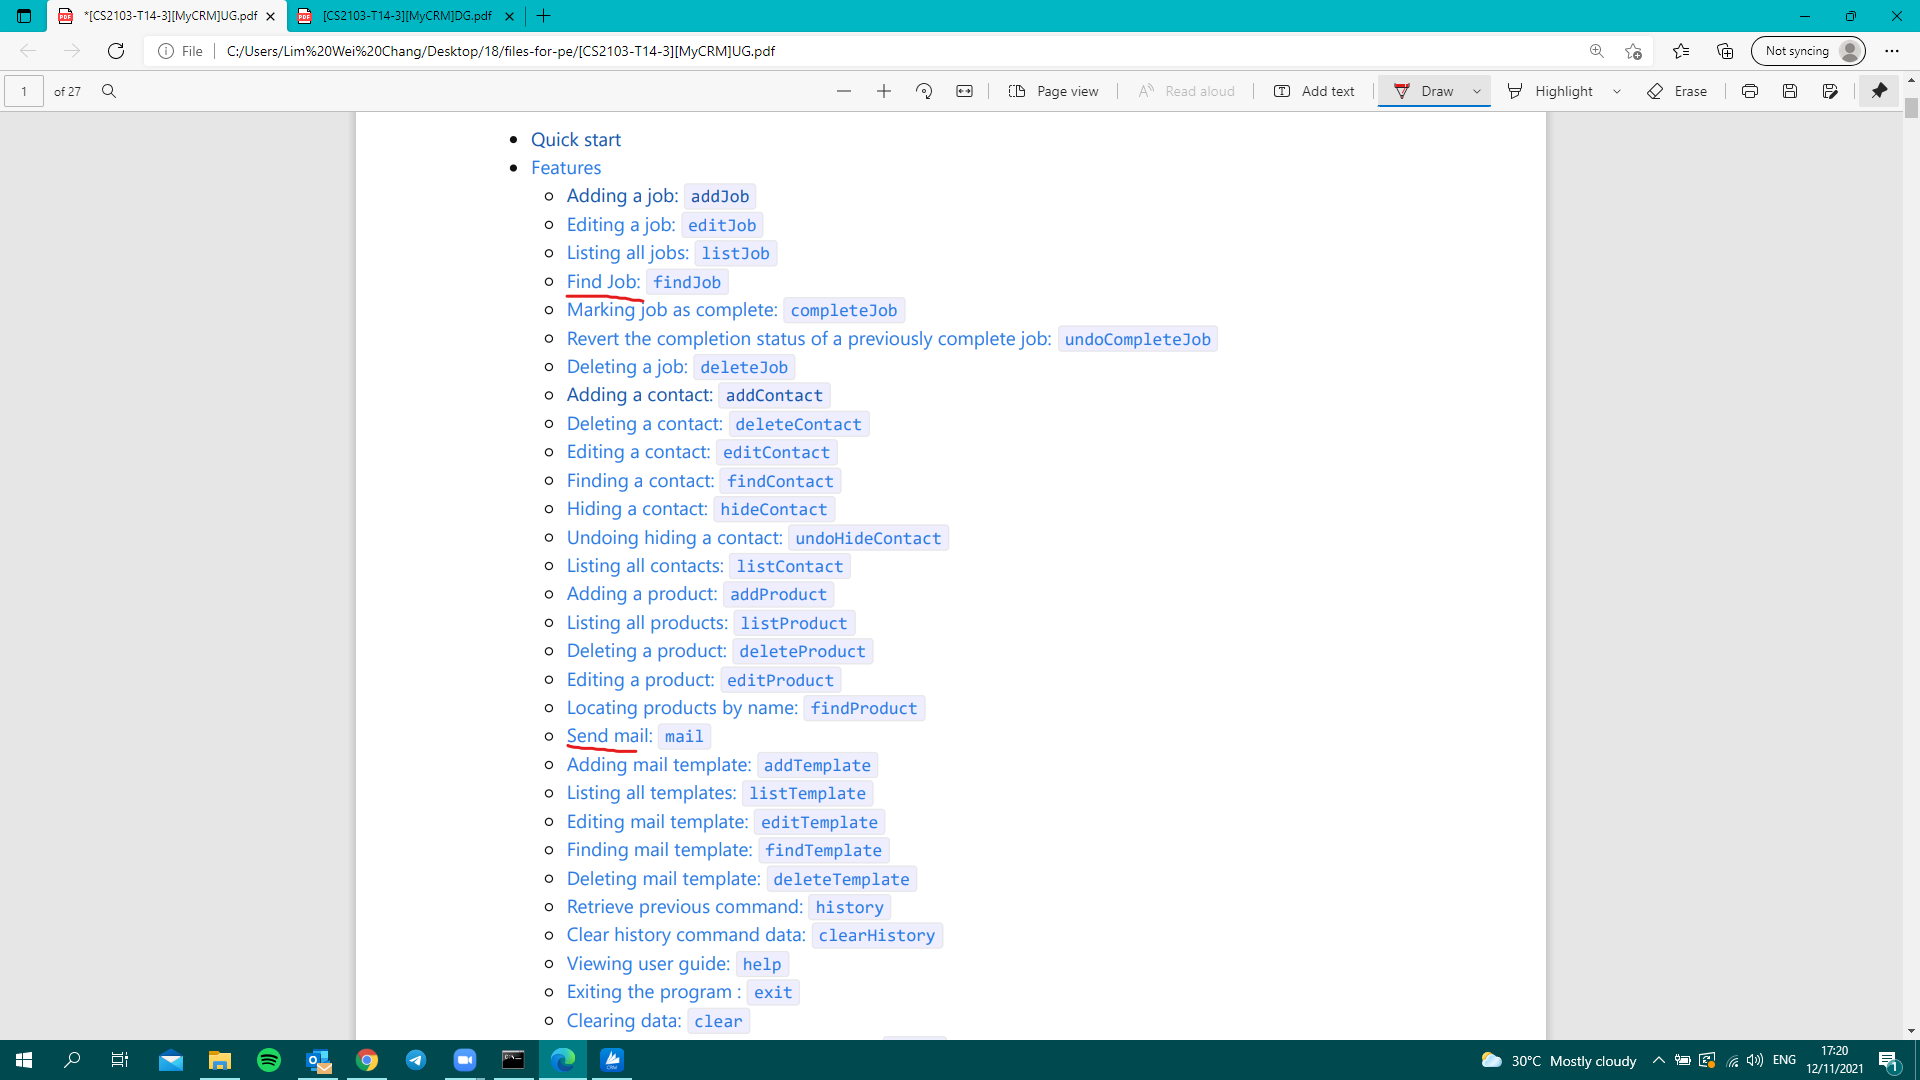 *[CS2103-T14-3][MyCRM]UG.pdf
[CS2103-T14-3][MyCRM]DG.pdf
File
C:/Users/Lim%20Wei%20Chang/Desktop/18/files-for-pe/[CS2103-T14-3][MyCRM]UG.pdf
Not syncing
1 of 27
Page view
Read aloud
Add text
Draw
Highlight
Erase
Quick start
Features
Adding a job: addJob
Editing a job: editJob
Listing all jobs: listJob
Find Job: findJob
Marking job as complete: completeJob
Revert the completion status of a previously complete job: undoCompleteJob
Deleting a job: deleteJob
Adding a contact: addContact
Deleting a contact: deleteContact
Editing a contact: editContact
Finding a contact: findContact
Hiding a contact: hideContact
Undoing hiding a contact: undoHideContact
Listing all contacts: listContact
Adding a product: addProduct
Listing all products: listProduct
Deleting a product: deleteProduct
Editing a product: editProduct
Locating products by name: findProduct
Send mail: mail
Adding mail template: addTemplate
Listing all templates: listTemplate
Editing mail template: editTemplate
Finding mail template: findTemplate
Deleting mail template: deleteTemplate
Retrieve previous command: history
Clear history command data: clearHistory
Viewing user guide: help
Exiting the program : exit
Clearing data: clear
30°C Mostly cloudy
ENG
17:20
12/11/2021
1